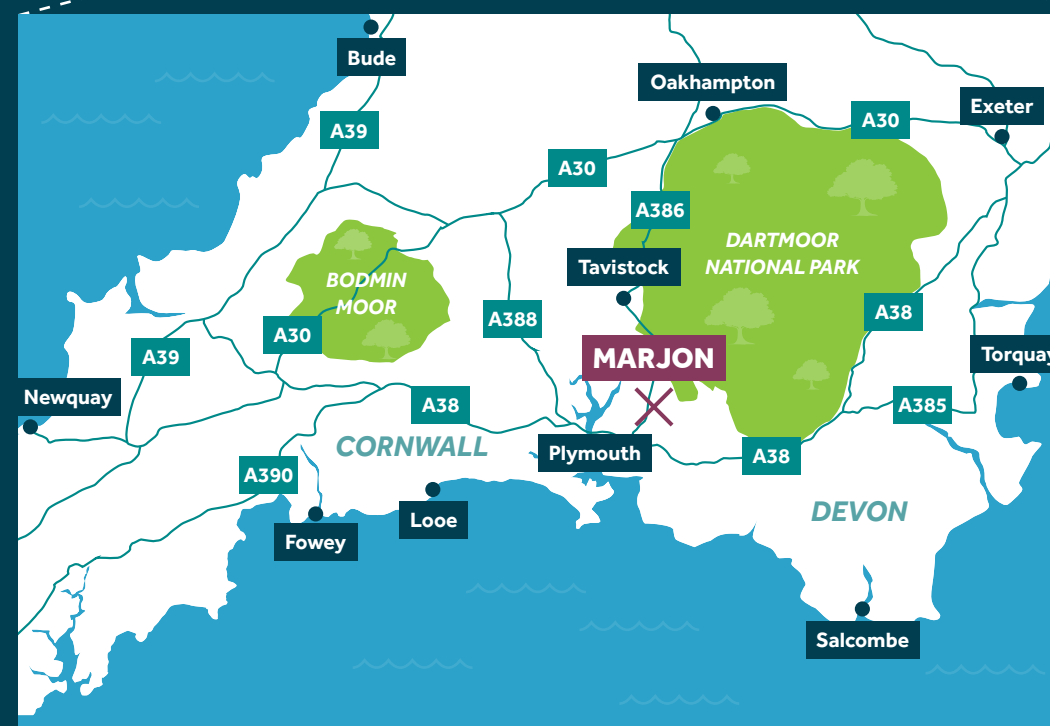 Bude
Oakhampton
Exeter
A39
A30
A30
A386
DARTMOOR
NATIONAL PARK
Tavistock
BODMIN
MOOR
A388
A38
A30
A39
MARJON
Torquay
Newquay
A38
A385
CORNWALL
Plymouth
A38
A390
DEVON
Looe
Fowey
Salcombe